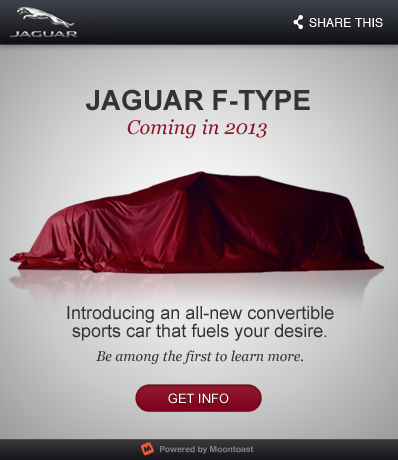 JAGUAR
SHARE THIS
JAGUAR F-TYPE
Coming in 2013
Introducing an all-new convertible
sports car that fuels your desire.
Be among the first to learn more.
GET INFO
Powered by Moontoast